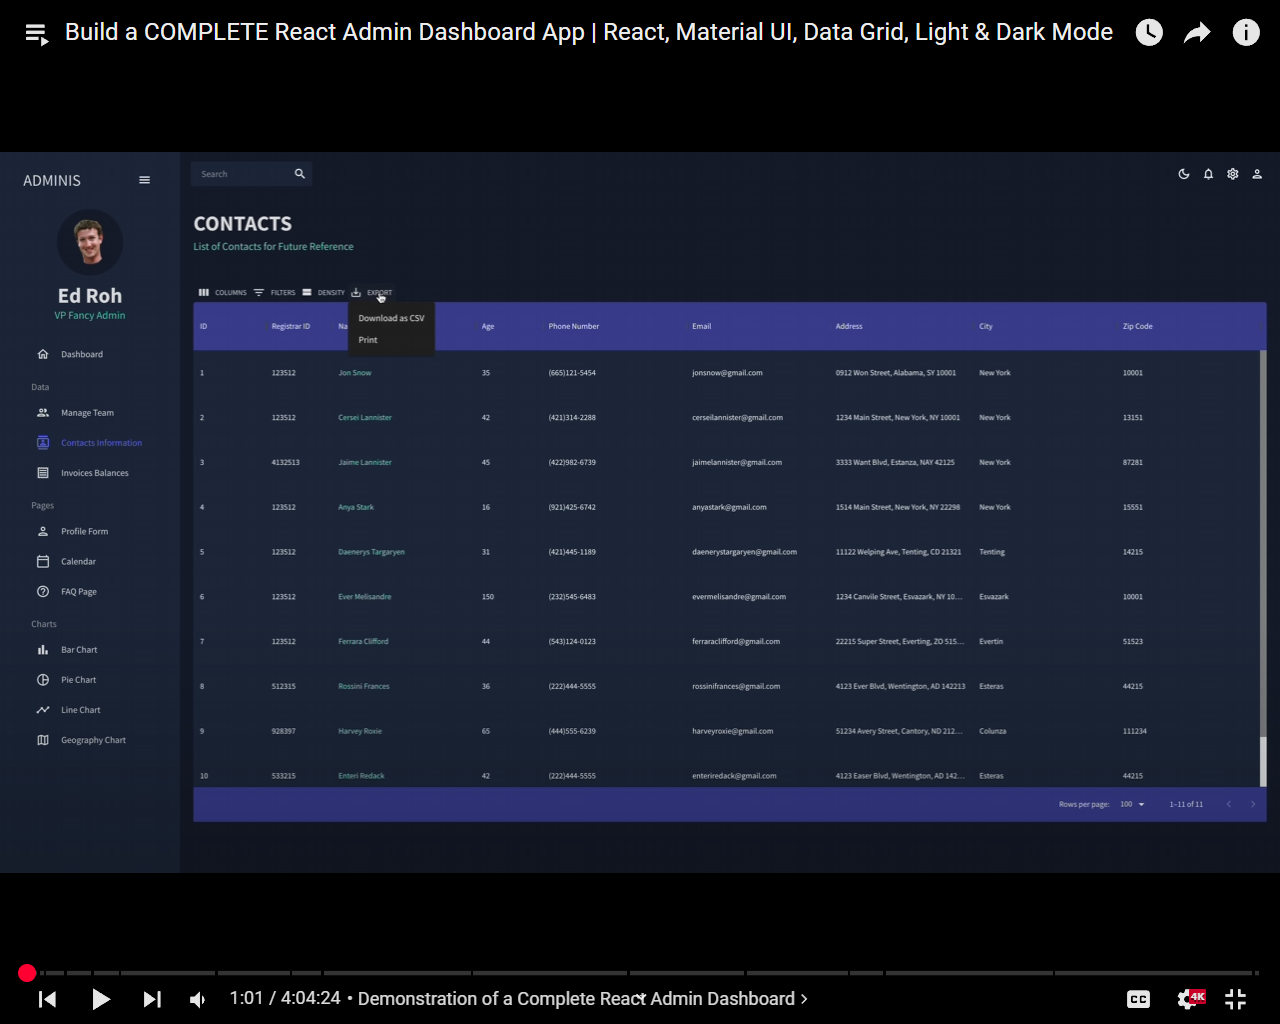 Build a COMPLETE React Admin Dashboard App | React, Material UI, Data Grid, Light & Dark Mode
ADMINIS
Search
Ed Roh
VP Fancy Admin
Dashboard
Data
Manage Team
Contacts Information
Invoices Balances
Pages
Profile Form
Calendar
FAQ Page
Charts
Bar Chart
Pie Chart
Line Chart
Geography Chart
CONTACTS
List of Contacts for Future Reference
COLUMNS FILTERS DENSITY EXPORT
Download as CSV
Print
ID Registrar ID Na Age Phone Number Email Address City Zip Code
1 123512 Jon Snow 35 (665)121-5454 jonsnow@gmail.com 0912 Won Street, Alabama, SY 10001 New York 10001
2 123512 Cersei Lannister 42 (421)314-2288 cerseilannister@gmail.com 1234 Main Street, New York, NY 10001 New York 13151
3 4132513 Jaime Lannister 45 (422)982-6739 jaimelannister@gmail.com 3333 Want Blvd, Estanza, NAY 42125 New York 87281
4 123512 Anya Stark 16 (921)425-6742 anyastark@gmail.com 1514 Main Street, New York, NY 22298 New York 15551
5 123512 Daenerys Targaryen 31 (421)445-1189 daenerystargaryen@gmail.com 11122 Welping Ave, Tenting, CD 21321 Tenting 14215
6 123512 Ever Melisandre 150 (232)545-6483 evermelisandre@gmail.com 1234 Canvile Street, Esvazark, NY 10... Esvazark 10001
7 123512 Ferrara Clifford 44 (543)124-0123 ferraraclifford@gmail.com 22215 Super Street, Everting, ZO 515... Evertin 51523
8 512315 Rossini Frances 36 (222)444-5555 rossinifrances@gmail.com 4123 Ever Blvd, Wentington, AD 142213 Esteras 44215
9 928397 Harvey Roxie 65 (444)555-6239 harveyroxie@gmail.com 51234 Avery Street, Cantory, ND 212... Colunza 111234
10 533215 Enteri Redack 42 (222)444-5555 enteriredack@gmail.com 4123 Easer Blvd, Wentington, AD 142... Esteras 44215
Rows per page: 100 1–11 of 11
1:01 / 4:04:24 • Demonstration of a Complete React Admin Dashboard ›
CC
4K